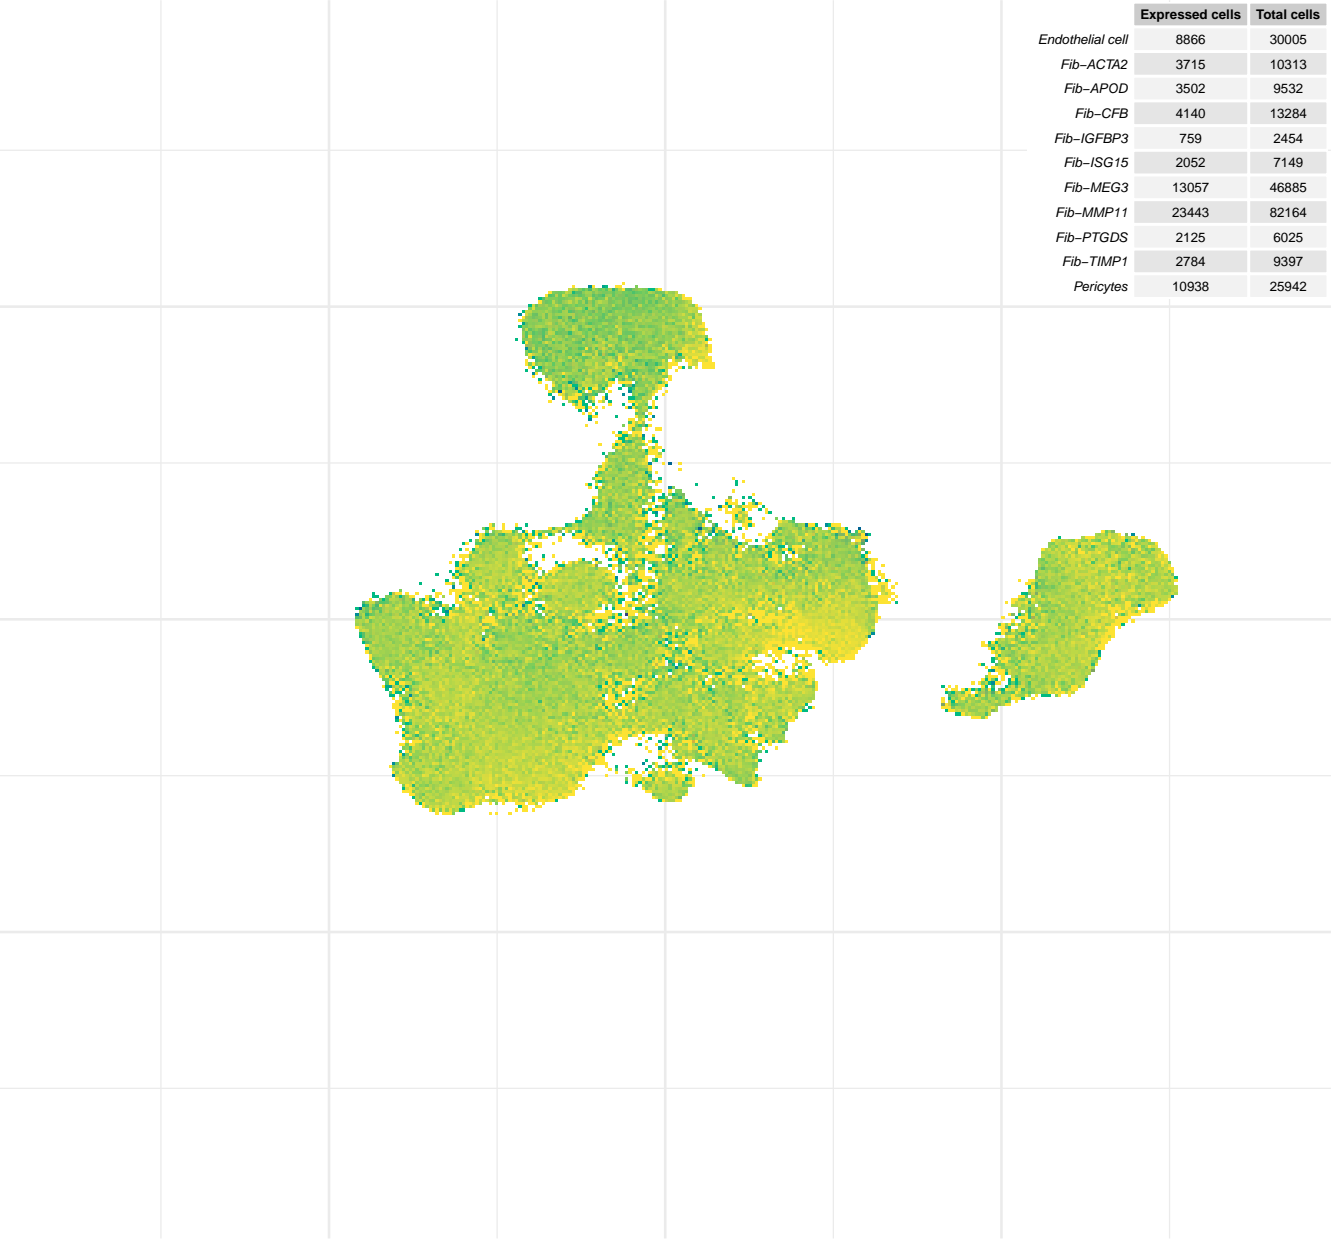 Expressed cells Total cells
Endothelial cell 8866 30005
Fib−ACTA2 3715 10313
Fib−APOD 3502 9532
Fib−CFB 4140 13284
Fib−IGFBP3 759 2454
Fib−ISG15 2052 7149
Fib−MEG3 13057 46885
Fib−MMP11 23443 82164
Fib−PTGDS 2125 6025
Fib−TIMP1 2784 9397
Pericytes 10938 25942